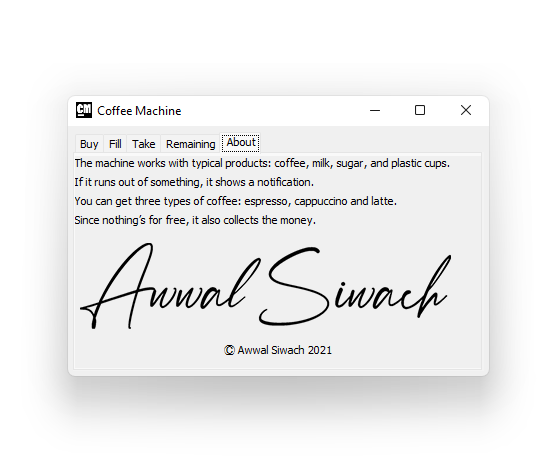 CM Coffee Machine
Buy Fill Take Remaining About
The machine works with typical products: coffee, milk, sugar, and plastic cups.
If it runs out of something, it shows a notification.
You can get three types of coffee: espresso, cappuccino and latte.
Since nothing's for free, it also collects the money.
Awwal Siwach
© Awwal Siwach 2021